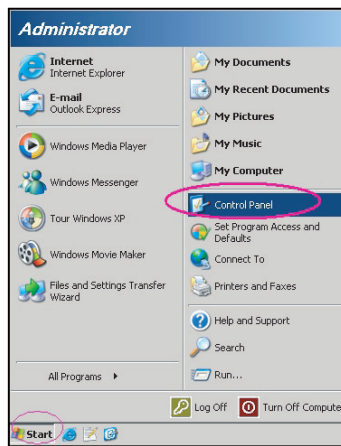 Administrator
Internet
Internet Explorer
E-mail
Outlook Express
Windows Media Player
Windows Messenger
Tour Windows XP
Windows Movie Maker
Files and Settings Transfer
Wizard
All Programs
My Documents
My Recent Documents
My Pictures
My Music
My Computer
Control Panel
Set Program Access and
Defaults
Connect To
Printers and Faxes
Help and Support
Search
Run...
Log Off
Turn Off Compute
Start